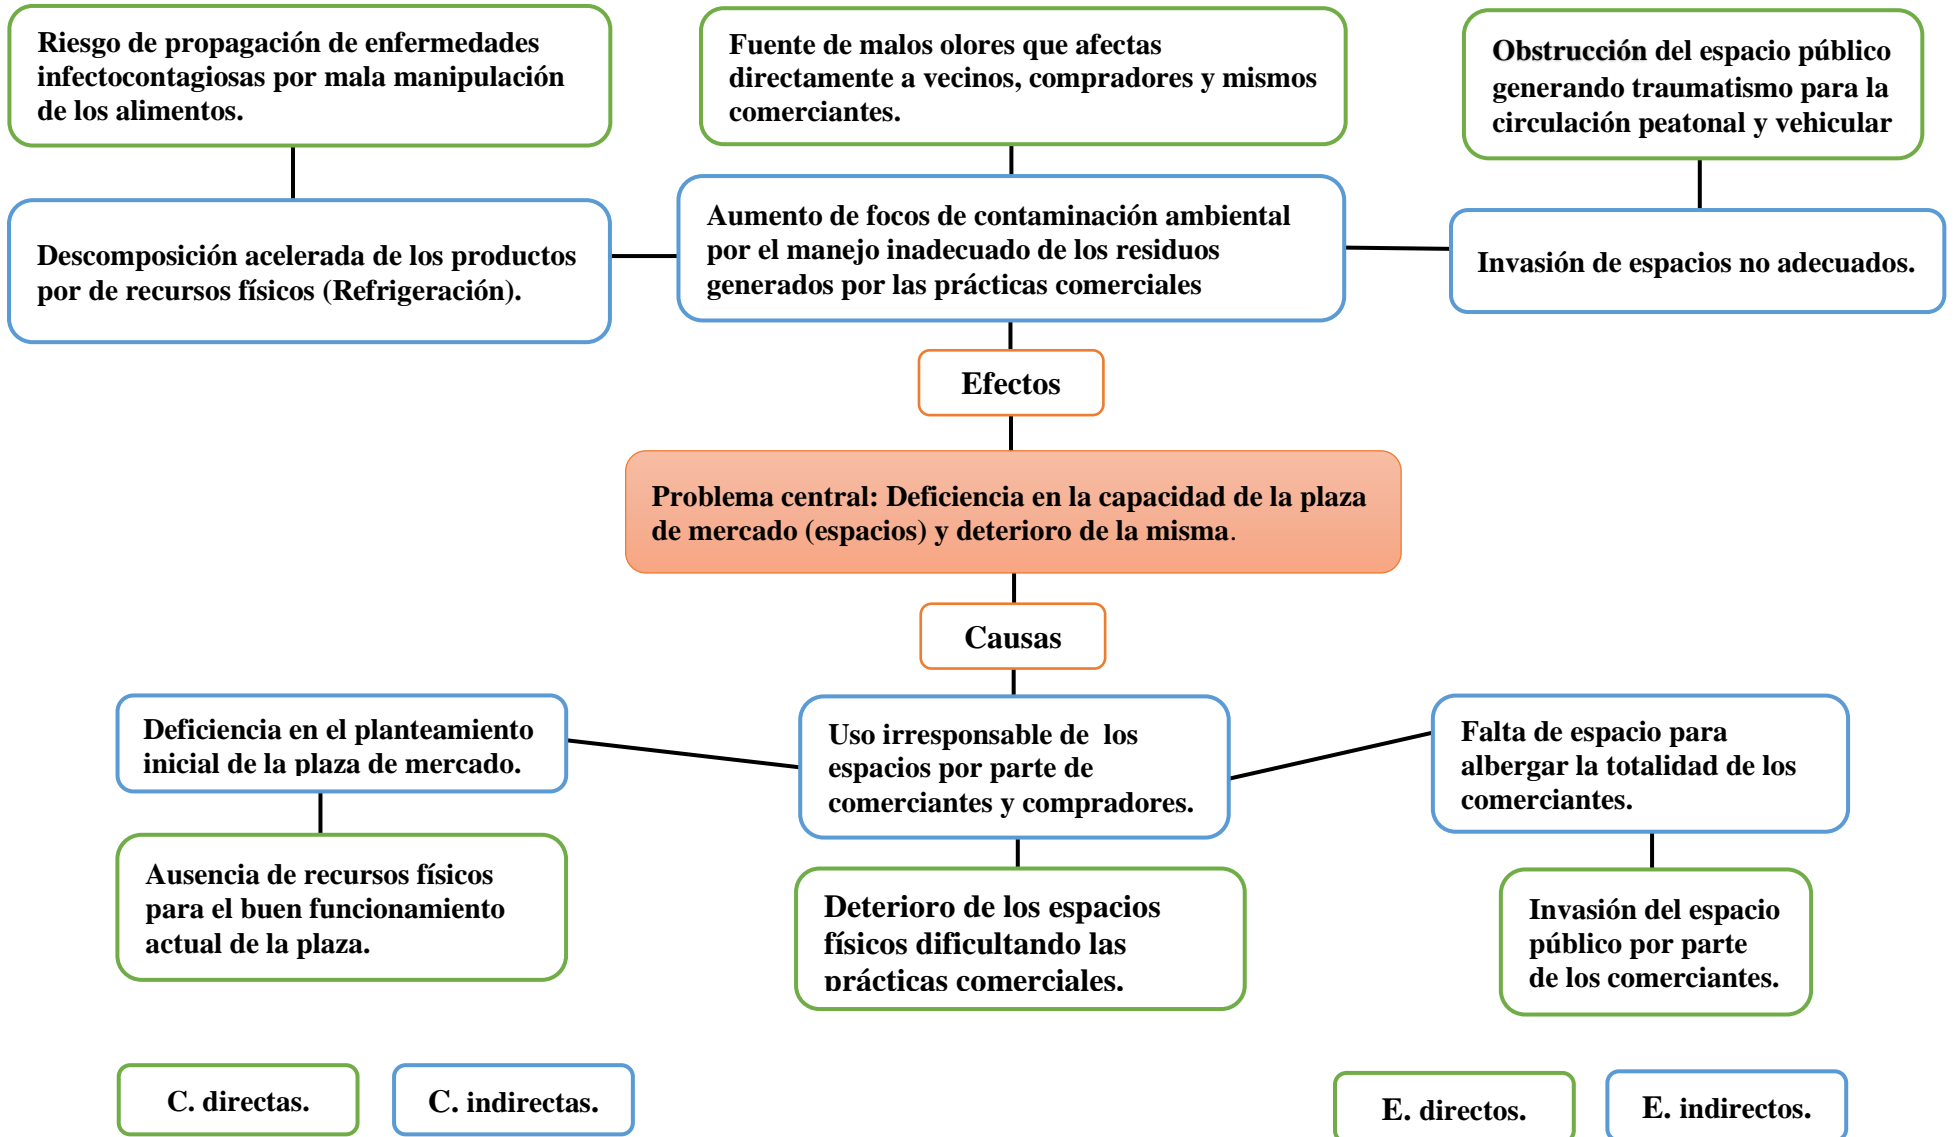 Riesgo de propagación de enfermedades
infectocontagiosas por mala manipulación
de los alimentos.
Fuente de malos olores que afectas
directamente a vecinos, compradores y mismos
comerciantes.
Obstrucción del espacio público
generando traumatismo para la
circulación peatonal y vehicular
Descomposición acelerada de los productos
por de recursos físicos (Refrigeración).
Aumento de focos de contaminación ambiental
por el manejo inadecuado de los residuos
generados por las prácticas comerciales
Invasión de espacios no adecuados.
Efectos
Problema central: Deficiencia en la capacidad de la plaza
de mercado (espacios) y deterioro de la misma.
Causas
Deficiencia en el planteamiento
inicial de la plaza de mercado.
Uso irresponsable de los
espacios por parte de
comerciantes y compradores.
Falta de espacio para
albergar la totalidad de los
comerciantes.
Ausencia de recursos físicos
para el buen funcionamiento
actual de la plaza.
Deterioro de los espacios
físicos dificultando las
prácticas comerciales.
Invasión del espacio
público por parte
de los comerciantes.
C. directas.
C. indirectas.
E. directos.
E. indirectos.